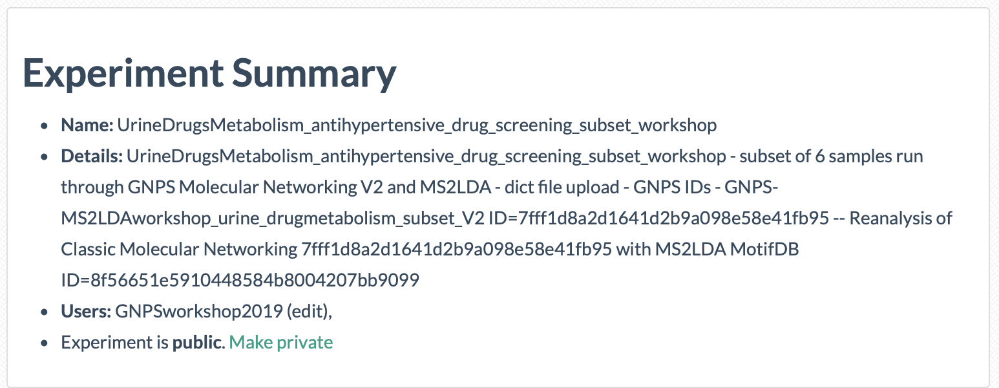 Experiment Summary
• Name: UrineDrugsMetabolism_antihypertensive_drug_screening_subset_workshop
• Details: UrineDrugsMetabolism_antihypertensive_drug_screening_subset_workshop - subset of 6 samples run
through GNPS Molecular Networking V2 and MS2LDA - dict file upload - GNPS IDs - GNPS-
MS2LDAworkshop_urine_drugmetabolism_subset_V2 ID=7fff1d8a2d1641d2b9a098e58e41fb95 -- Reanalysis of
Classic Molecular Networking 7fff1d8a2d1641d2b9a098e58e41fb95 with MS2LDA MotifDB
ID=8f56651e5910448584b8004207bb9099
• Users: GNPSworkshop2019 (edit),
• Experiment is public. Make private